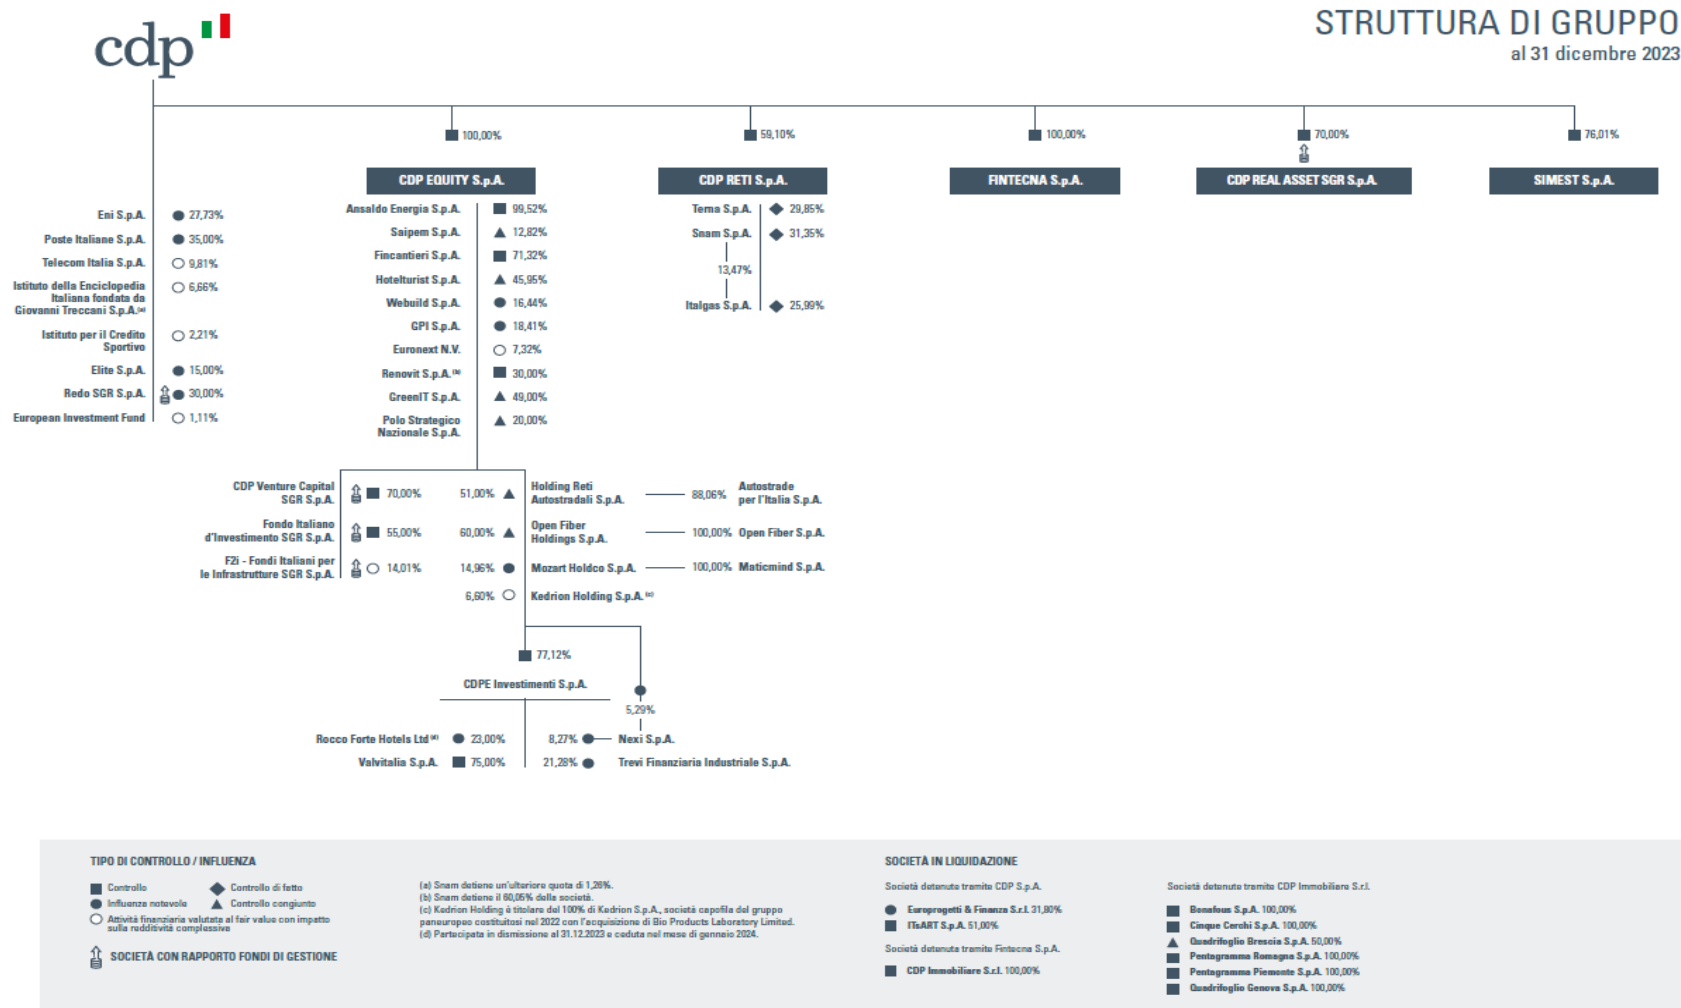 cdp
STRUTTURA DI GRUPPO
al 31 dicembre 2023
100,00%
59,10%
100,00%
70,00%
76,01%
CDP EQUITY S.p.A.
CDP RETI S.p.A.
FINTECNA S.p.A.
CDP REAL ASSET SGR S.p.A.
SIMEST S.p.A.
Eni S.p.A. 27,73%
Poste Italiane S.p.A. 35,00%
Telecom Italia S.p.A. 9,81%
Istituto della Enciclopedia 6,66%
Italiana fondata da
Giovanni Treccani S.p.A.(a)
Istituto per il Credito 2,21%
Sportivo
Elite S.p.A. 15,00%
Redo SGR S.p.A. 30,00%
European Investment Fund 1,11%
Ansaldo Energia S.p.A. 99,52%
Saipem S.p.A. 12,82%
Fincantieri S.p.A. 71,32%
Hotelturist S.p.A. 45,95%
Webuild S.p.A. 16,44%
GPI S.p.A. 18,41%
Euronext N.V. 7,32%
Renovit S.p.A.(b) 30,00%
GreenIT S.p.A. 49,00%
Polo Strategico 20,00%
Nazionale S.p.A.
Terna S.p.A. 29,85%
Snam S.p.A. 31,35%
13,47%
Italgas S.p.A. 25,99%
CDP Venture Capital
SGR S.p.A. 70,00%
Fondo Italiano
d'Investimento SGR S.p.A. 55,00%
F2i - Fondi Italiani per
le Infrastrutture SGR S.p.A. 14,01%
51,00% Holding Reti
Autostradali S.p.A. 88,06% Autostrade
per l'Italia S.p.A.
60,00% Open Fiber
Holdings S.p.A. 100,00% Open Fiber S.p.A.
14,96% Mozart Holdco S.p.A. 100,00% Maticmind S.p.A.
6,60% Kedrion Holding S.p.A.(c)
77,12%
CDPE Investimenti S.p.A.
5,29%
Rocco Forte Hotels Ltd(d) 23,00%
8,27% Nexi S.p.A.
Valvitalia S.p.A. 75,00%
21,28% Trevi Finanziaria Industriale S.p.A.
TIPO DI CONTROLLO / INFLUENZA
Controllo
Controllo di fatto
Influenza notevole
Controllo congiunto
Attività finanziaria valutata al fair value con impatto
sulla redditività complessiva
SOCIETÀ CON RAPPORTO FONDI DI GESTIONE
(a) Snam detiene un'ulteriore quota di 1,26%.
(b) Snam detiene il 60,05% della società.
(c) Kedrion Holding è titolare del 100% di Kedrion S.p.A., società capofila del gruppo
paneuropeo costituitosi nel 2022 con l'acquisizione di Bio Products Laboratory Limited.
(d) Partecipata in dismissione al 31.12.2023 e ceduta nel mese di gennaio 2024.
SOCIETÀ IN LIQUIDAZIONE
Società detenute tramite CDP S.p.A.
Europrogetti & Finanza S.r.l. 31,80%
ITsART S.p.A. 51,00%
Società detenuta tramite Fintecna S.p.A.
CDP Immobiliare S.r.l. 100,00%
Società detenute tramite CDP Immobiliare S.r.l.
Bonafous S.p.A. 100,00%
Cinque Cerchi S.p.A. 100,00%
Quadrifoglio Brescia S.p.A. 50,00%
Pentagramma Romagna S.p.A. 100,00%
Pentagramma Piemonte S.p.A. 100,00%
Quadrifoglio Genova S.p.A. 100,00%